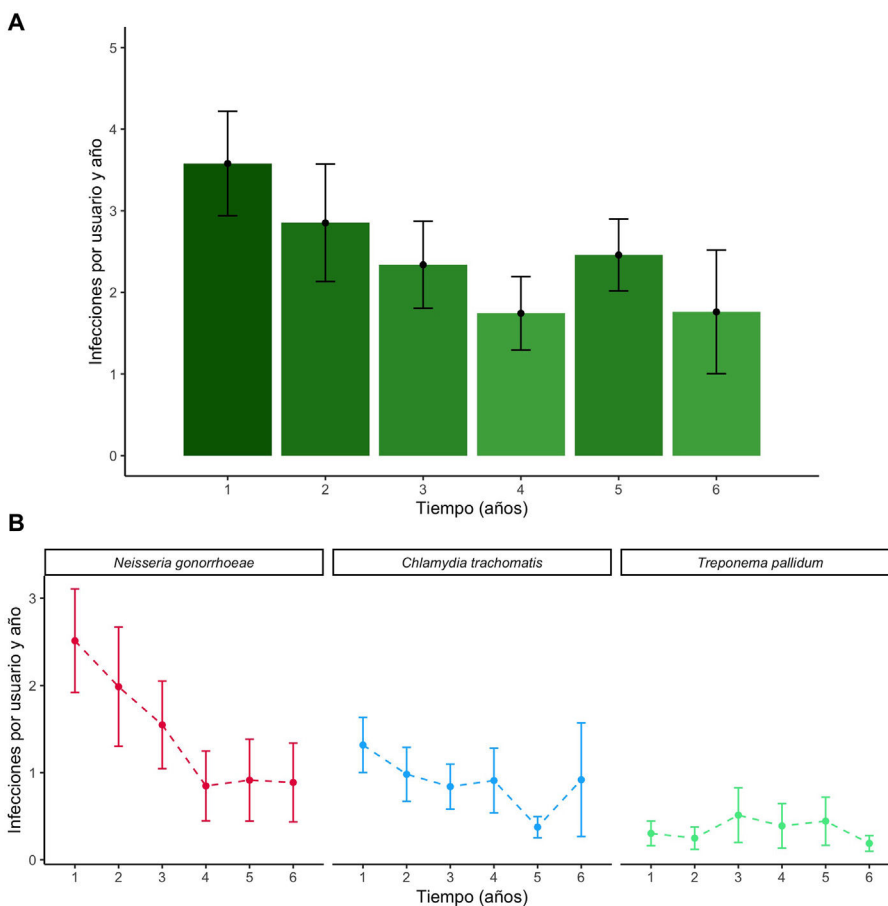 A
Infecciones por usuario y año
5
4
3
2
1
0
1 2 3 4 5 6
Tiempo (años)
B
Neisseria gonorrhoeae Chlamydia trachomatis Treponema pallidum
Infecciones por usuario y año
3
2
1
0
1 2 3 4 5 6 1 2 3 4 5 6 1 2 3 4 5 6
Tiempo (años)